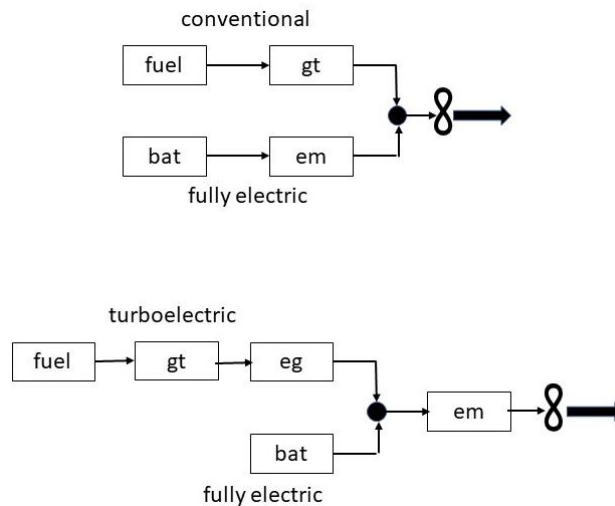 conventional
fuel
gt
bat
em
fully electric
turboelectric
fuel
gt
eg
em
bat
fully electric